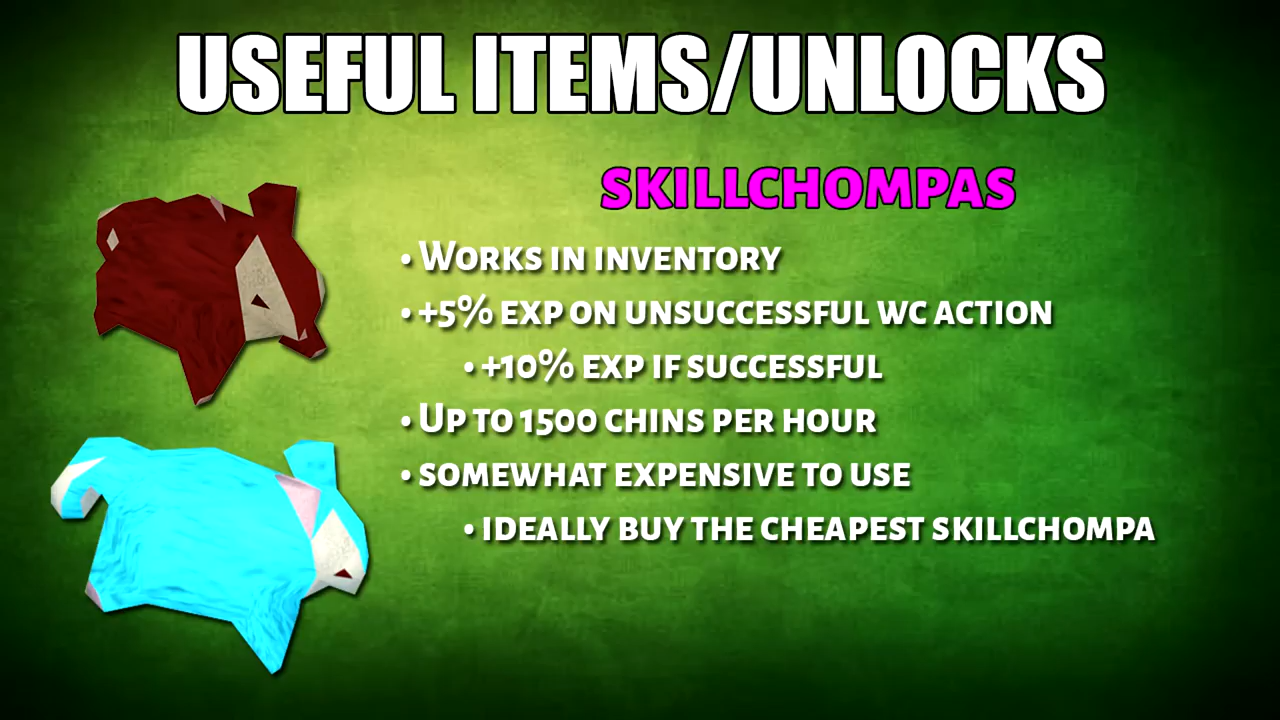 USEFUL ITEMS/UNLOCKS
SKILLCHOMPAS
• WORKS IN INVENTORY
• +5% EXP ON UNSUCCESSFUL WC ACTION
• +10% EXP IF SUCCESSFUL
• UP TO 1500 CHINS PER HOUR
• SOMEWHAT EXPENSIVE TO USE
• IDEALLY BUY THE CHEAPEST SKILLCHOMPA